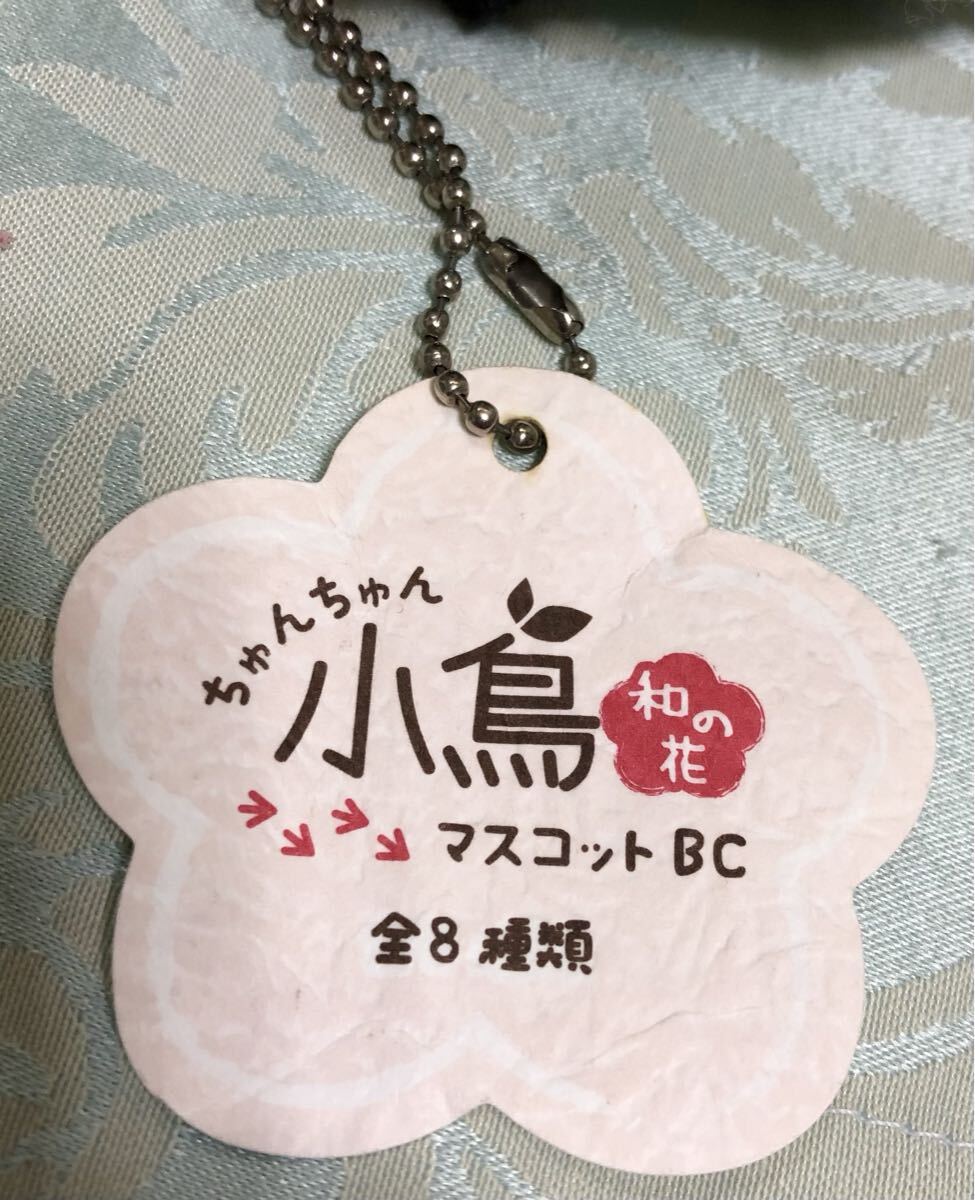 ちゅんちゅん
小鳥
和の
花
マスコットBC
全8種類